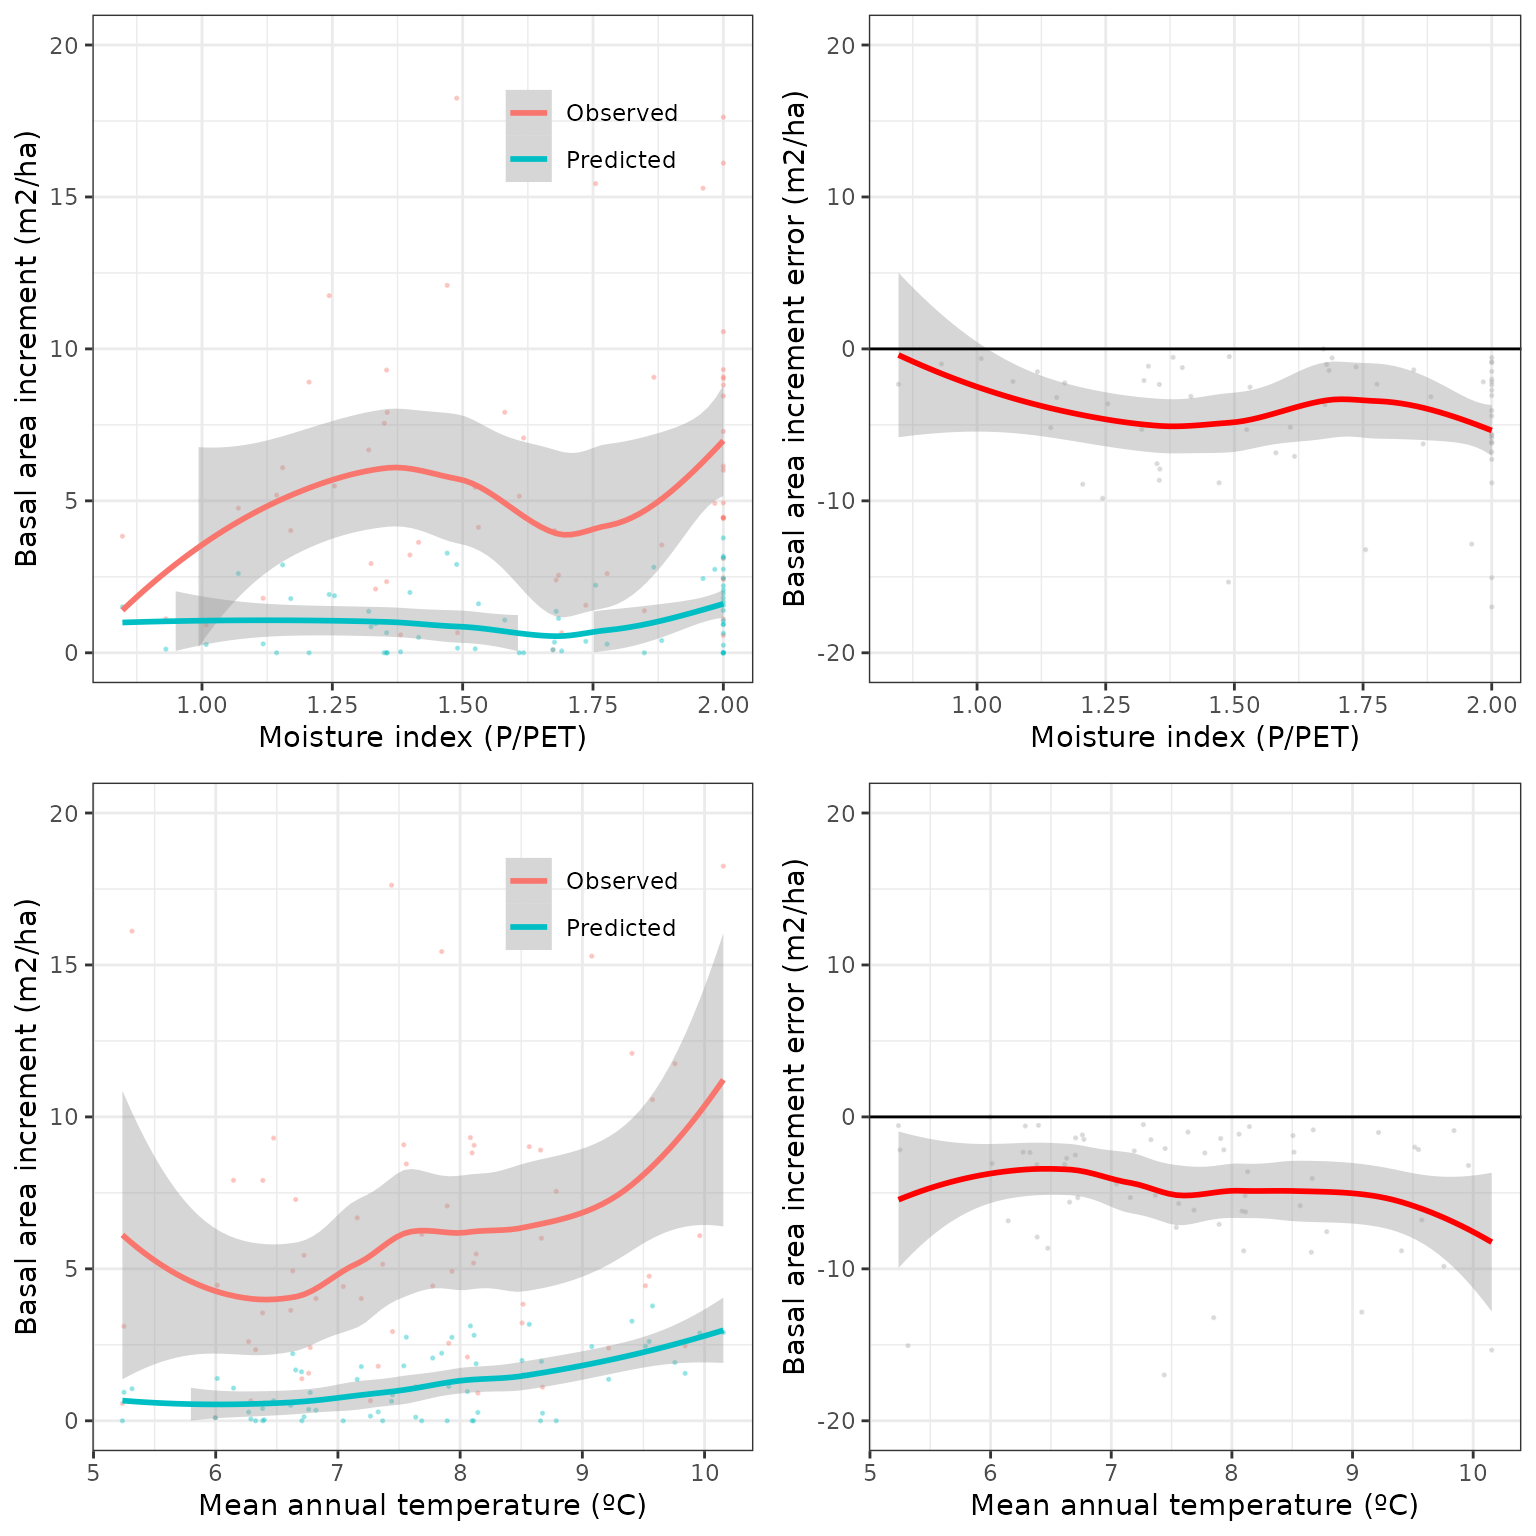 Basal area increment (m2/ha)
20
15
10
5
0
Observed
Predicted
1.00 1.25 1.50 1.75 2.00
Moisture index (P/PET)
Basal area increment error (m2/ha)
20
10
0
-10
-20
1.00 1.25 1.50 1.75 2.00
Moisture index (P/PET)
Basal area increment (m2/ha)
20
15
10
5
0
Observed
Predicted
5 6 7 8 9 10
Mean annual temperature (ºC)
Basal area increment error (m2/ha)
20
10
0
-10
-20
5 6 7 8 9 10
Mean annual temperature (ºC)